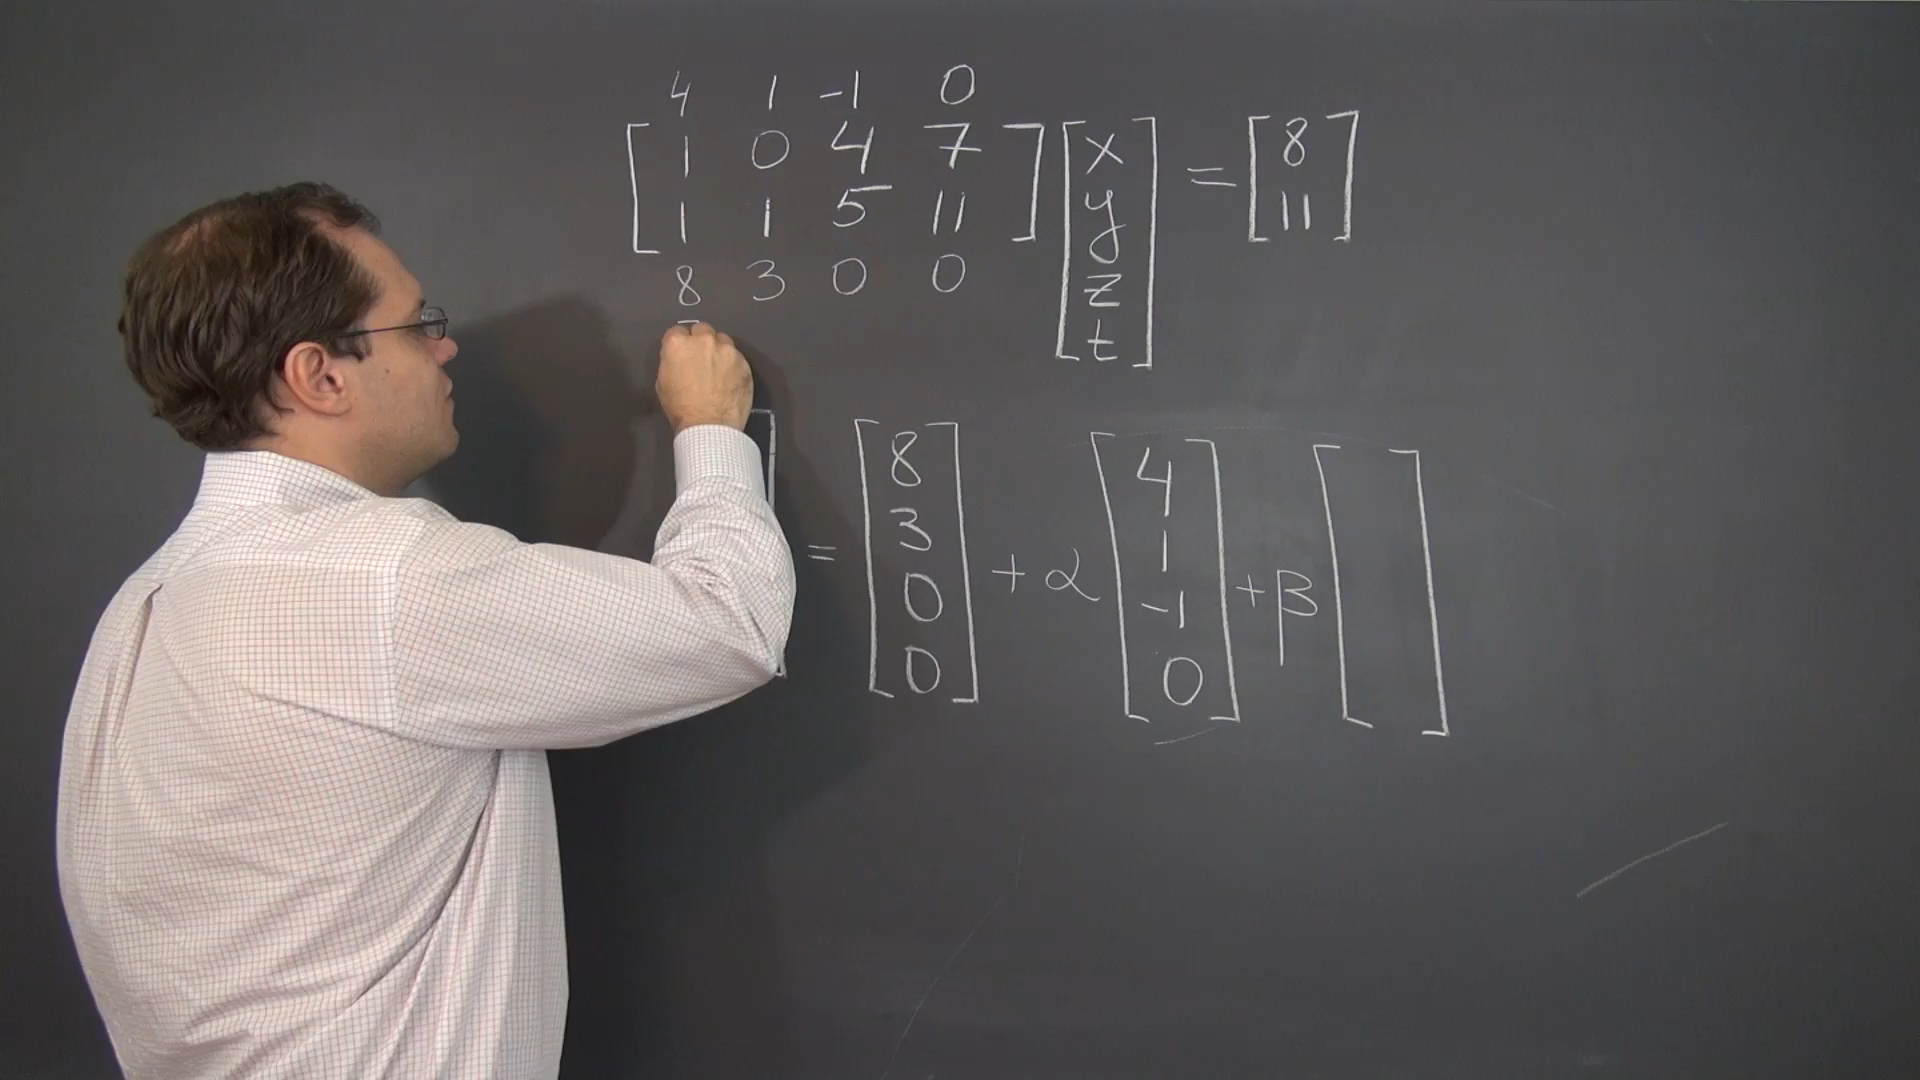 4 1 -1 0
[ 1 0 4 7 ] [ x ] = [ 8 ]
[ 1 1 5 11 ] [ y ] [ 11 ]
8 3 0 0 [ z ]
[ t ]
= [ 8 ] + α [ 4 ] + β [ ]
[ 3 ] [ 1 ]
[ 0 ] [ -1 ]
[ 0 ] [ 0 ]